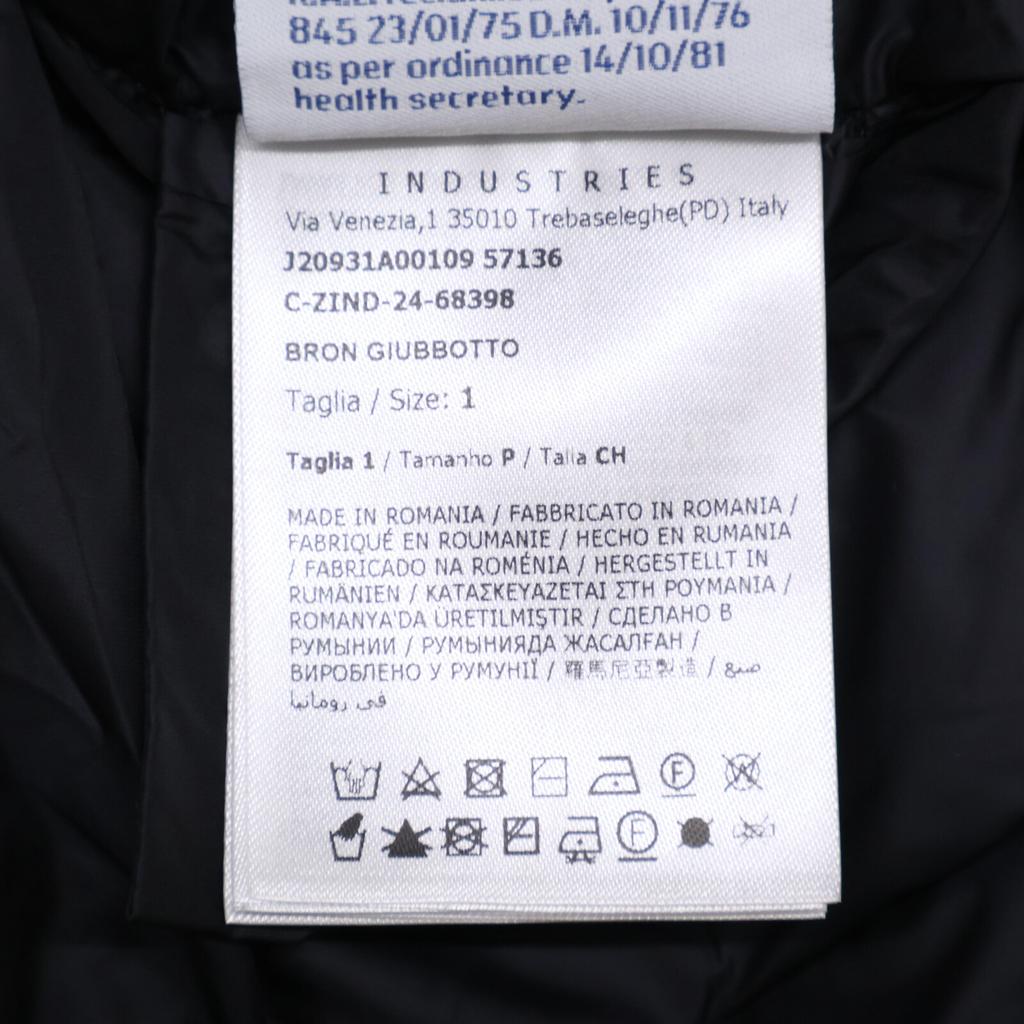 845 23/01/75 D.M. 10/11/76
as per ordinance 14/10/81
health secretary.
INDUSTRIES
Via Venezia,1 35010 Trebaseleghe(PD) Italy
J20931A00109 57136
C-ZIND-24-68398
BRON GIUBBOTTO
Taglia / Size: 1
Taglia 1 / Tamanho P / Talla CH
MADE IN ROMANIA / FABBRICATO IN ROMANIA /
FABRIQUÉ EN ROUMANIE / HECHO EN RUMANIA
/ FABRICADO NA ROMÉNIA / HERGESTELLT IN
RUMÄNIEN / ΚΑΤΑΣΚΕΥΑΖΕΤΑΙ ΣΤΗ ΡΟΥΜΑΝΙΑ /
ROMANYA'DA ÜRETILMIŞTIR / СДЕЛАНО В
РУМЫНИИ / РУМЫНИЯДА ЖАСАЛҒАН /
ВИРОБЛЕНО У РУМУНІЇ / 羅馬尼亞製造 / صنع
في رومانيا
F W
F